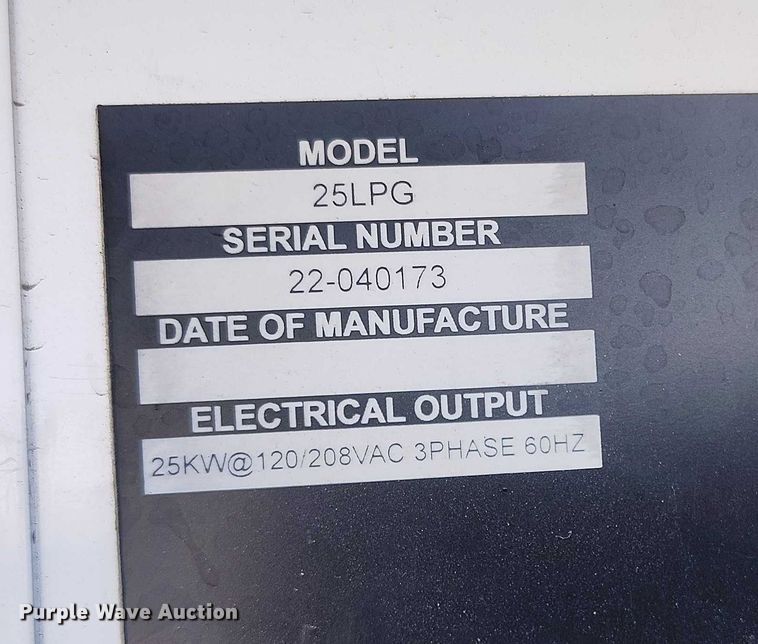 MODEL
25LPG
SERIAL NUMBER
22-040173
DATE OF MANUFACTURE
ELECTRICAL OUTPUT
25KW@120/208VAC 3PHASE 60HZ
Purple Wave Auction